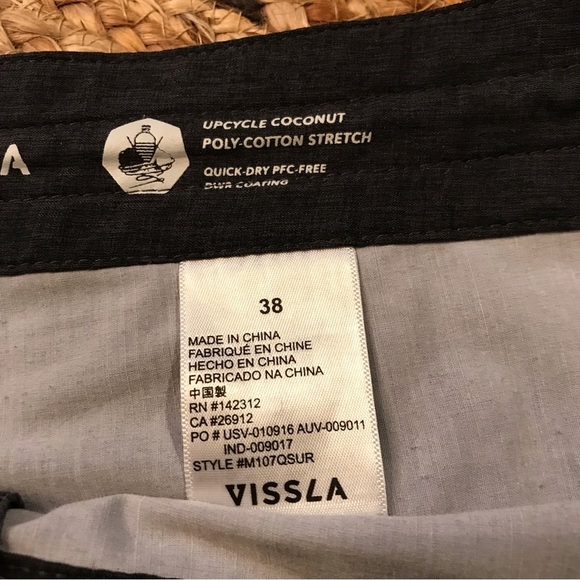 A
UPCYCLE COCONUT
POLY-COTTON STRETCH
QUICK-DRY PFC-FREE
DWR COATING
38
MADE IN CHINA
FABRIQUÉ EN CHINE
HECHO EN CHINA
FABRICADO NA CHINA
中国製
RN #142312
CA #26912
PO # USV-010916 AUV-009011
IND-009017
STYLE #M107QSUR
VISSLA